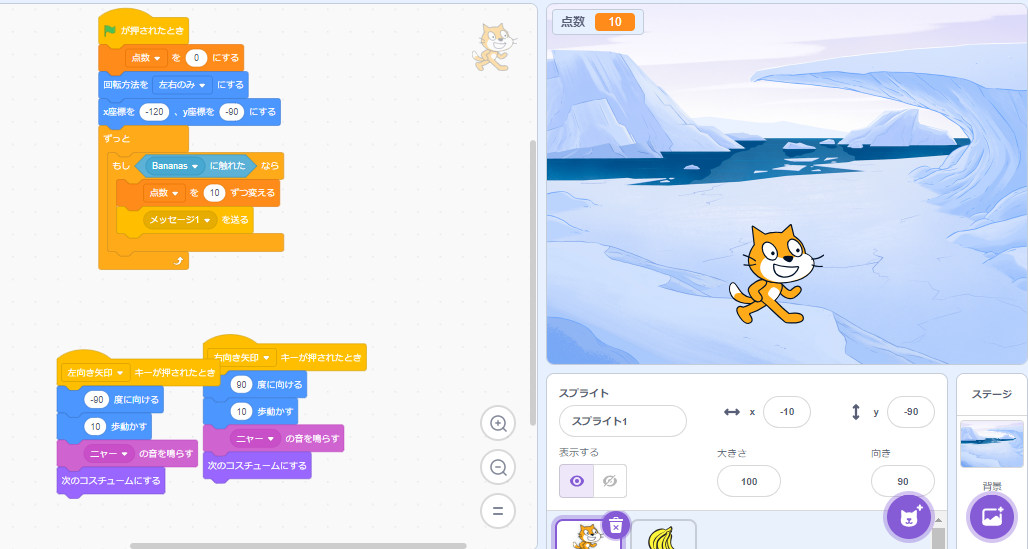 が押されたとき
点数 を 0 にする
回転方法を 左右のみ にする
x座標を -120 、y座標を -90 にする
ずっと
もし Bananas に触れた なら
点数 を 10 ずつ変える
メッセージ1 を送る
左向き矢印 キーが押されたとき
-90 度に向ける
10 歩動かす
ニャー の音を鳴らす
次のコスチュームにする
右向き矢印 キーが押されたとき
90 度に向ける
10 歩動かす
ニャー の音を鳴らす
次のコスチュームにする
点数 10
スプライト
スプライト1
x -10
y -90
表示する
大きさ
100
向き
90
ステージ
背景